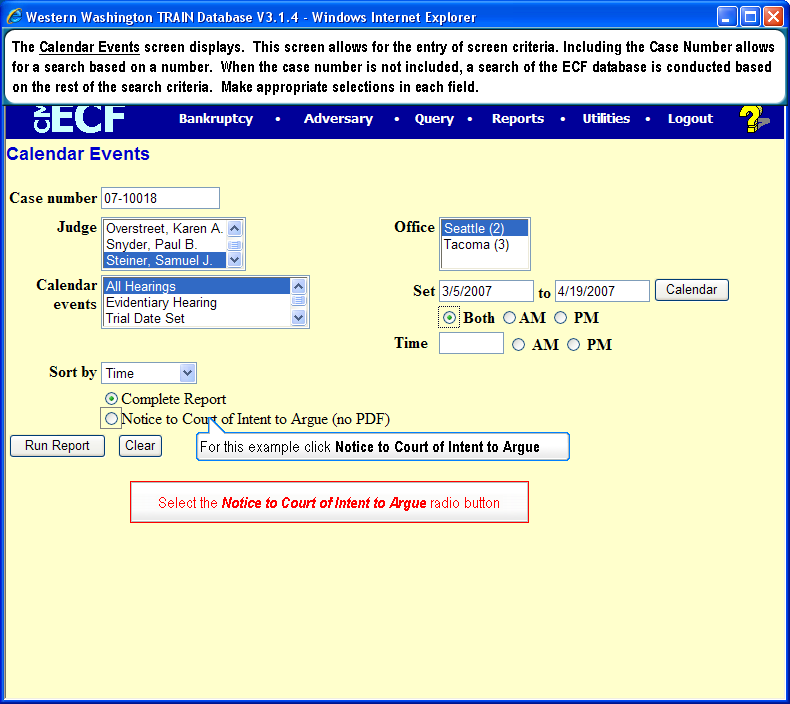 Western Washington TRAIN Database V3.1.4 - Windows Internet Explorer
The Calendar Events screen displays. This screen allows for the entry of screen criteria. Including the Case Number allows
for a search based on a number. When the case number is not included, a search of the ECF database is conducted based
on the rest of the search criteria. Make appropriate selections in each field.
CM ECF Bankruptcy • Adversary • Query • Reports • Utilities • Logout ?
Calendar Events
Case number 07-10018
Judge Overstreet, Karen A. Office Seattle (2)
Snyder, Paul B. Tacoma (3)
Steiner, Samuel J.
Calendar events All Hearings Set 3/5/2007 to 4/19/2007 Calendar
Evidentiary Hearing
Trial Date Set Both AM PM
Time AM PM
Sort by Time
Complete Report
Notice to Court of Intent to Argue (no PDF)
Run Report Clear For this example click Notice to Court of Intent to Argue
Select the Notice to Court of Intent to Argue radio button